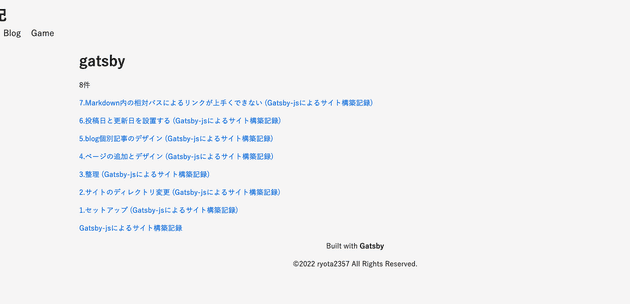 記
Blog Game
gatsby
8件
7.Markdown内の相対パスによるリンクが上手くできない (Gatsby-jsによるサイト構築記録)
6.投稿日と更新日を設置する (Gatsby-jsによるサイト構築記録)
5.blog個別記事のデザイン (Gatsby-jsによるサイト構築記録)
4.ページの追加とデザイン (Gatsby-jsによるサイト構築記録)
3.整理 (Gatsby-jsによるサイト構築記録)
2.サイトのディレクトリ変更 (Gatsby-jsによるサイト構築記録)
1.セットアップ (Gatsby-jsによるサイト構築記録)
Gatsby-jsによるサイト構築記録
Built with Gatsby
©2022 ryota2357 All Rights Reserved.